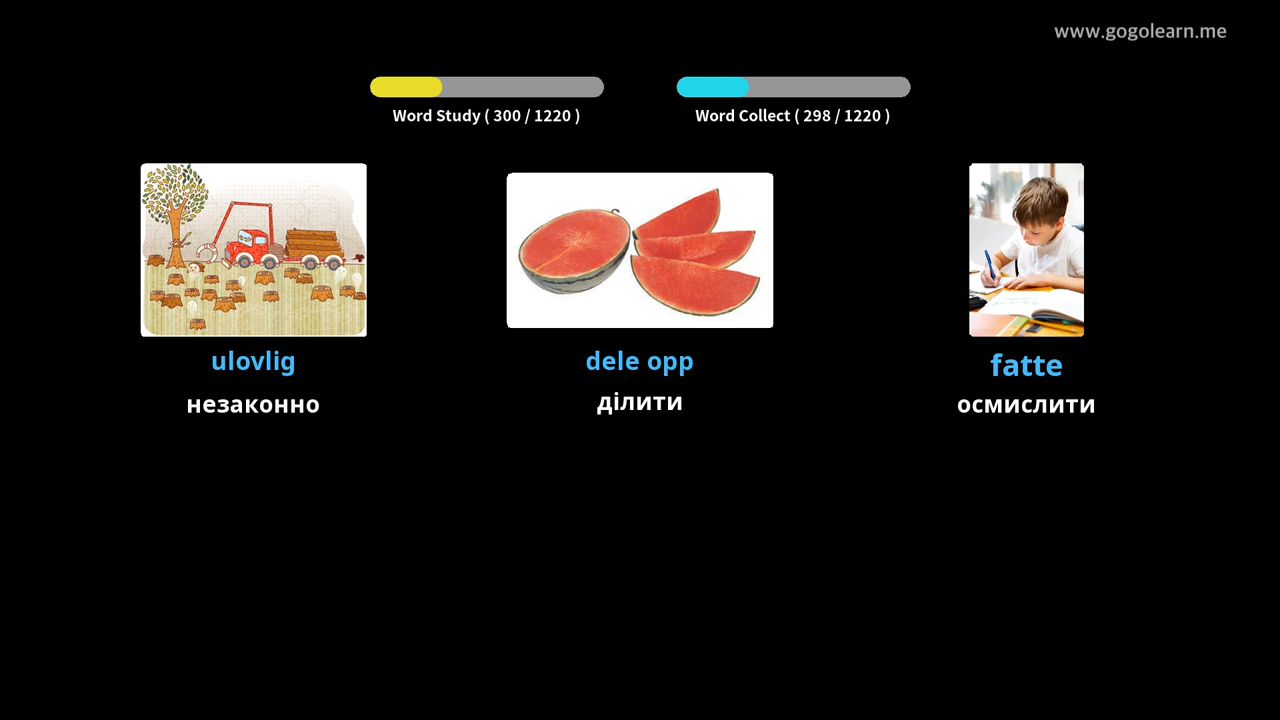 www.gogolearn.me
Word Study ( 300 / 1220 )
Word Collect ( 298 / 1220 )
ulovlig
незаконно
dele opp
ділити
fatte
осмислити